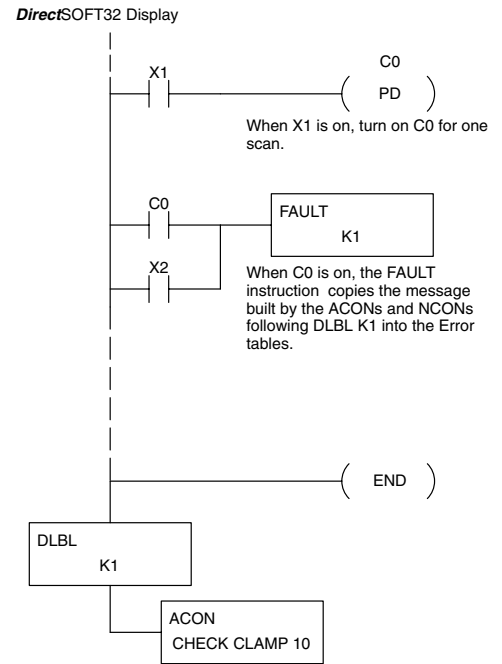 DirectSOFT32 Display
X1
C0
PD
When X1 is on, turn on C0 for one
scan.
C0
FAULT
K1
X2
When C0 is on, the FAULT
instruction copies the message
built by the ACONs and NCONs
following DLBL K1 into the Error
tables.
END
DLBL
K1
ACON
CHECK CLAMP 10